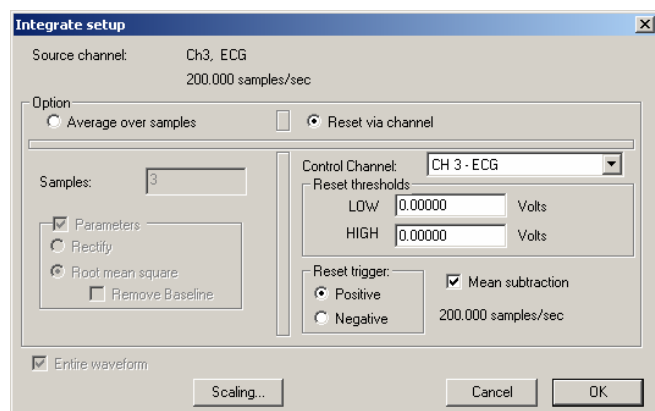 Integrate setup
Source channel: Ch3, ECG
200.000 samples/sec
Option
Average over samples
Reset via channel
Samples: 3
Parameters
Rectify
Root mean square
Remove Baseline
Control Channel: CH 3 - ECG
Reset thresholds
LOW 0.00000 Volts
HIGH 0.00000 Volts
Reset trigger:
Positive
Negative
Mean subtraction
200.000 samples/sec
Entire waveform
Scaling...
Cancel
OK